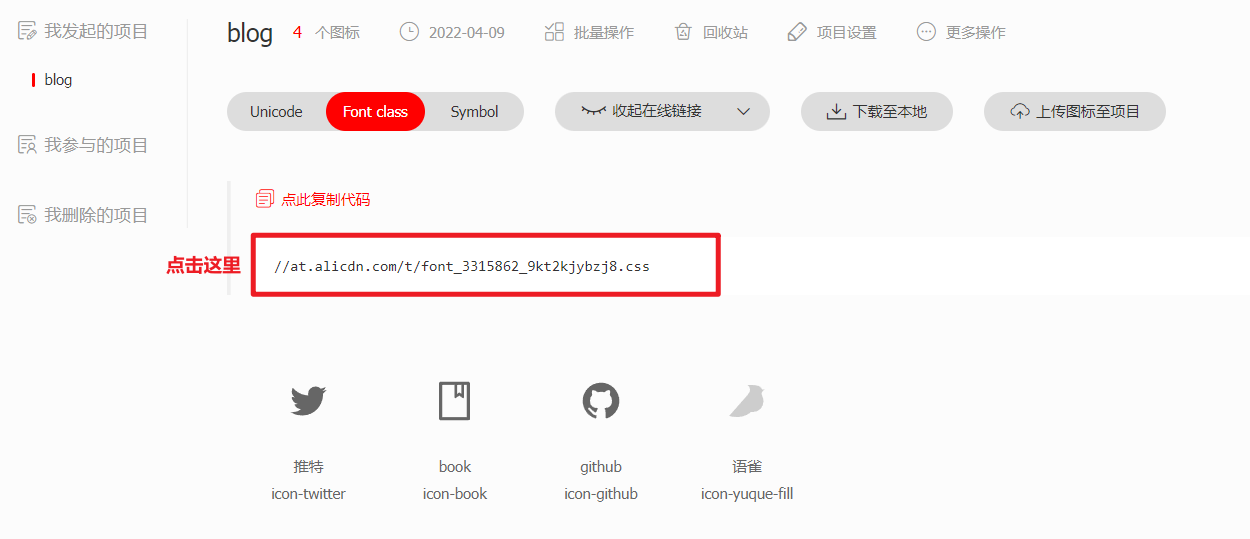 我发起的项目
blog
我参与的项目
我删除的项目
blog 4 个图标 2022-04-09 批量操作 回收站 项目设置 更多操作
Unicode Font class Symbol 收起在线链接 下载至本地 上传图标至项目
点此复制代码
点击这里
//at.alicdn.com/t/font_3315862_9kt2kjybzj8.css
推特 book github 语雀
icon-twitter icon-book icon-github icon-yuque-fill